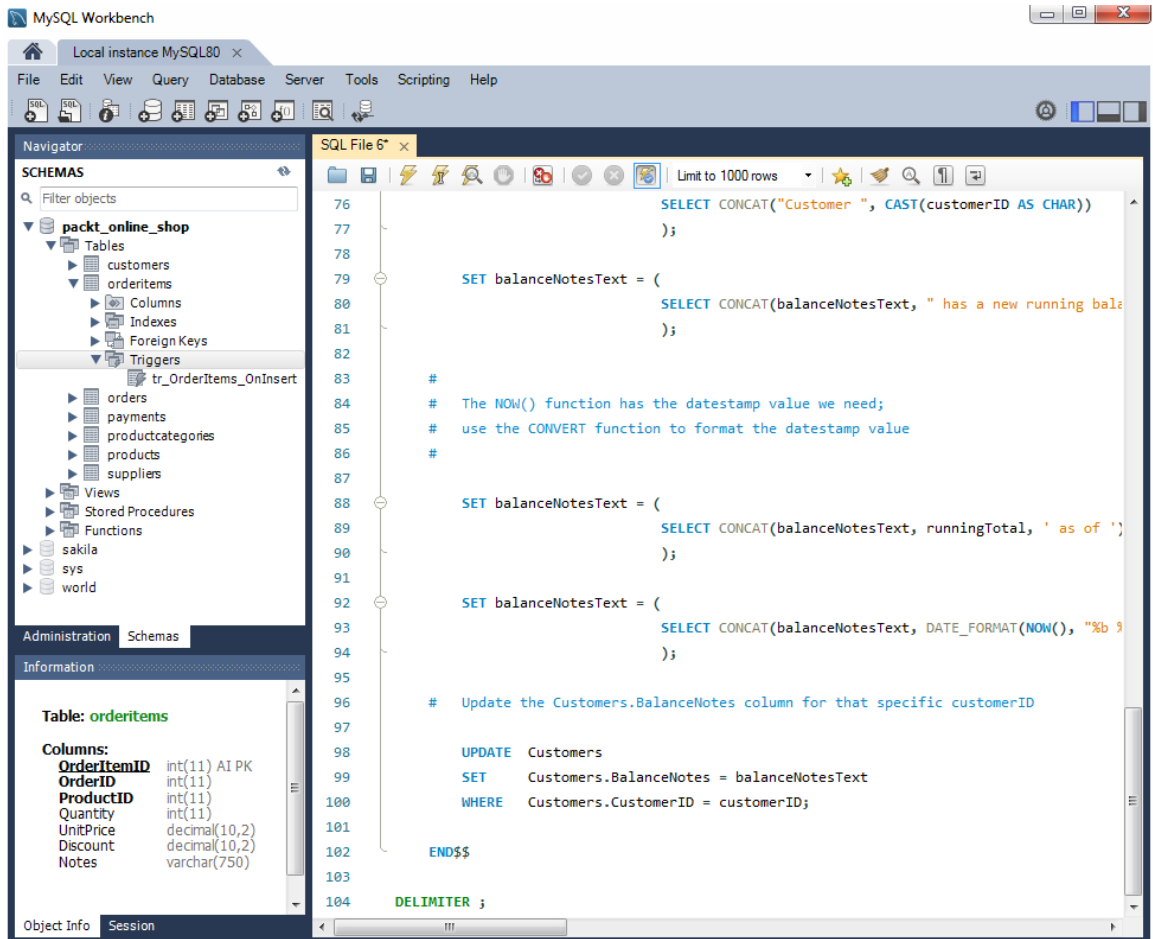 MySQL Workbench
Local instance MySQL80 ×
File Edit View Query Database Server Tools Scripting Help
Navigator
SCHEMAS
Filter objects
packt_online_shop
Tables
customers
orderitems
Columns
Indexes
Foreign Keys
Triggers
tr_OrderItems_OnInsert
orders
payments
productcategories
products
suppliers
Views
Stored Procedures
Functions
sakila
sys
world
Administration Schemas
Information
Table: orderitems
Columns:
OrderItemID int(11) AI PK
OrderID int(11)
ProductID int(11)
Quantity int(11)
UnitPrice decimal(10,2)
Discount decimal(10,2)
Notes varchar(750)
Object Info Session
SQL File 6* ×
Limit to 1000 rows
76 SELECT CONCAT("Customer ", CAST(customerID AS CHAR))
77 );
78
79 SET balanceNotesText = (
80 SELECT CONCAT(balanceNotesText, " has a new running bala
81 );
82
83 #
84 # The NOW() function has the datestamp value we need;
85 # use the CONVERT function to format the datestamp value
86 #
87
88 SET balanceNotesText = (
89 SELECT CONCAT(balanceNotesText, runningTotal, ' as of ')
90 );
91
92 SET balanceNotesText = (
93 SELECT CONCAT(balanceNotesText, DATE_FORMAT(NOW(), "%b %
94 );
95
96 # Update the Customers.BalanceNotes column for that specific customerID
97
98 UPDATE Customers
99 SET Customers.BalanceNotes = balanceNotesText
100 WHERE Customers.CustomerID = customerID;
101
102 END$$
103
104 DELIMITER ;